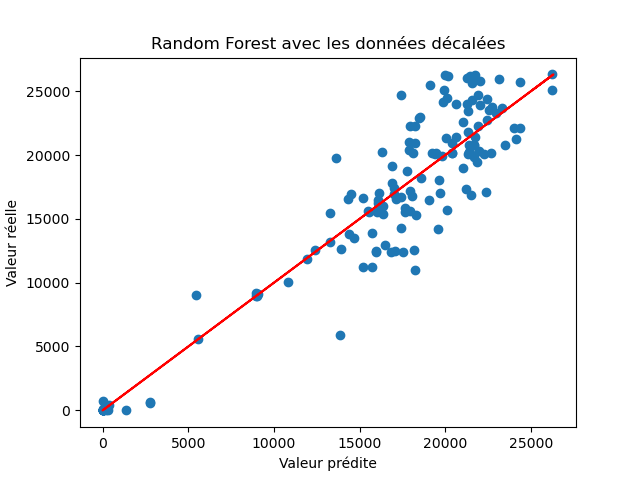 Random Forest avec les données décalées
25000
20000
15000
10000
5000
0
Valeur réelle
0 5000 10000 15000 20000 25000
Valeur prédite